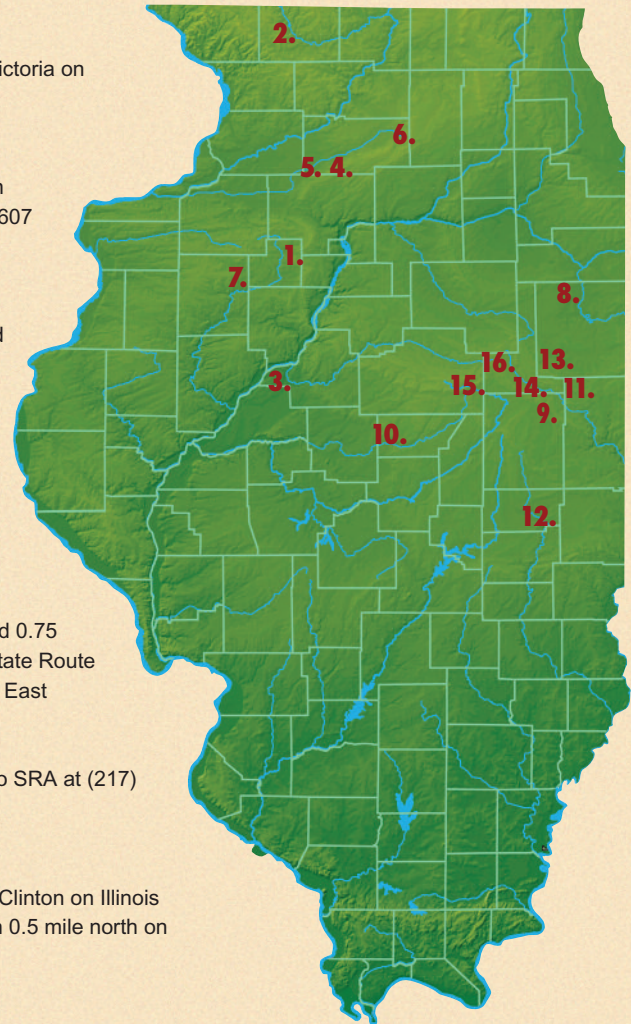 2.
ictoria on
6.
5. 4.
607
1.
7.
8.
3.
16.
13.
15.
14.
11.
9.
10.
12.
d 0.75
tate Route
East
o SRA at (217)
Clinton on Illinois
0.5 mile north on